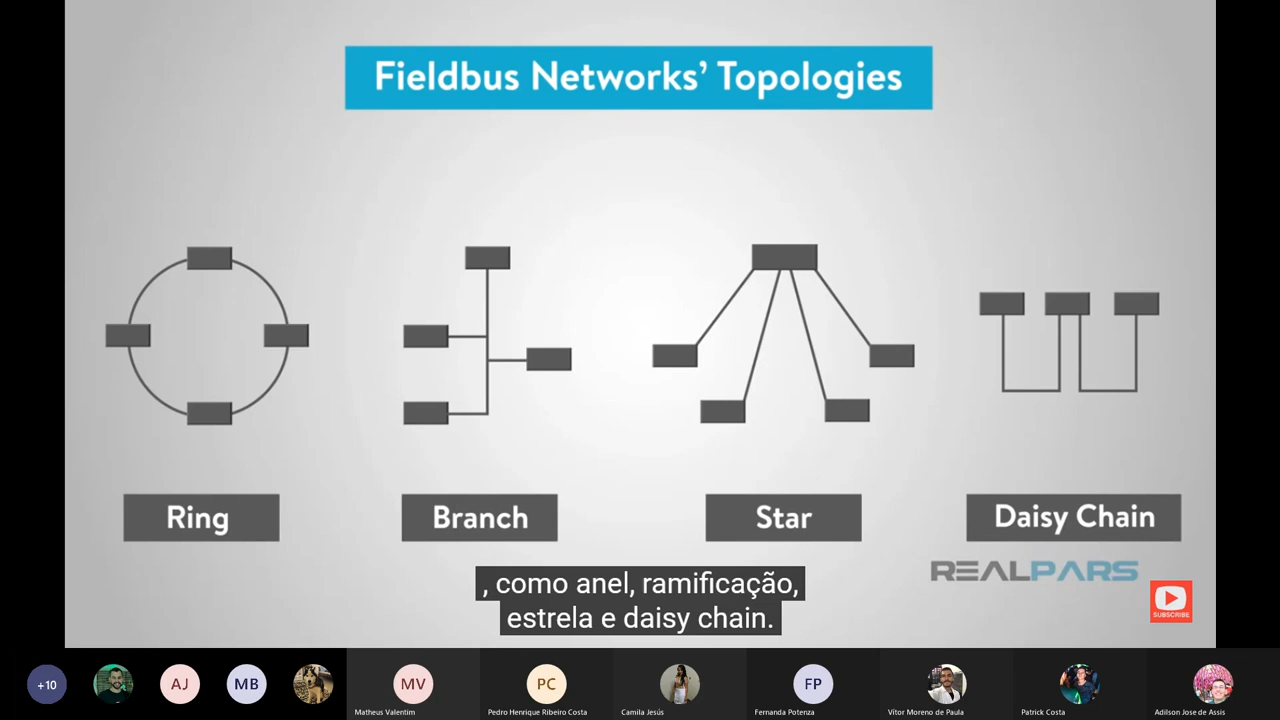 Fieldbus Networks’ Topologies
Ring
Branch
Star
Daisy Chain
REALPARS
SUBSCRIBE
, como anel, ramificação,
estrela e daisy chain.
+10
AJ
MB
MV
PC
FP
Matheus Valentim
Pedro Henrique Ribeiro Costa
Camila Jesús
Fernanda Potenza
Vítor Moreno de Paula
Patrick Costa
Adilson Jose de Assis